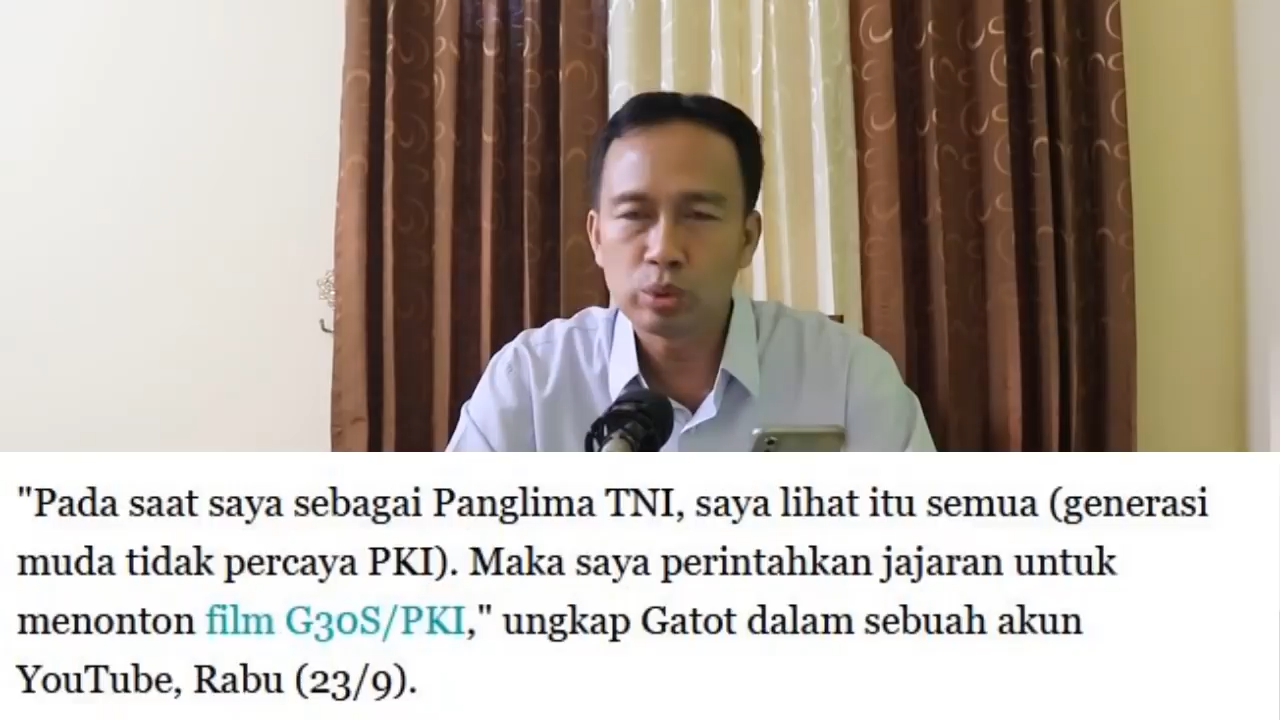 "Pada saat saya sebagai Panglima TNI, saya lihat itu semua (generasi
muda tidak percaya PKI). Maka saya perintahkan jajaran untuk
menonton film G30S/PKI," ungkap Gatot dalam sebuah akun
YouTube, Rabu (23/9).